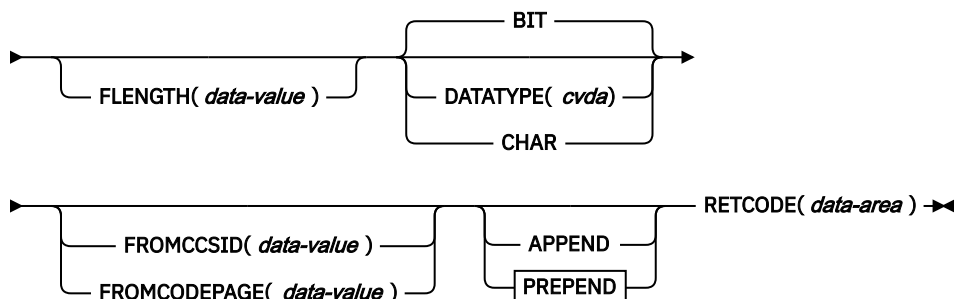 BIT
FLENGTH( data-value )
DATATYPE( cvda)
CHAR
RETCODE( data-area )
FROMCCSID( data-value )
APPEND
FROMCODEPAGE( data-value )
PREPEND